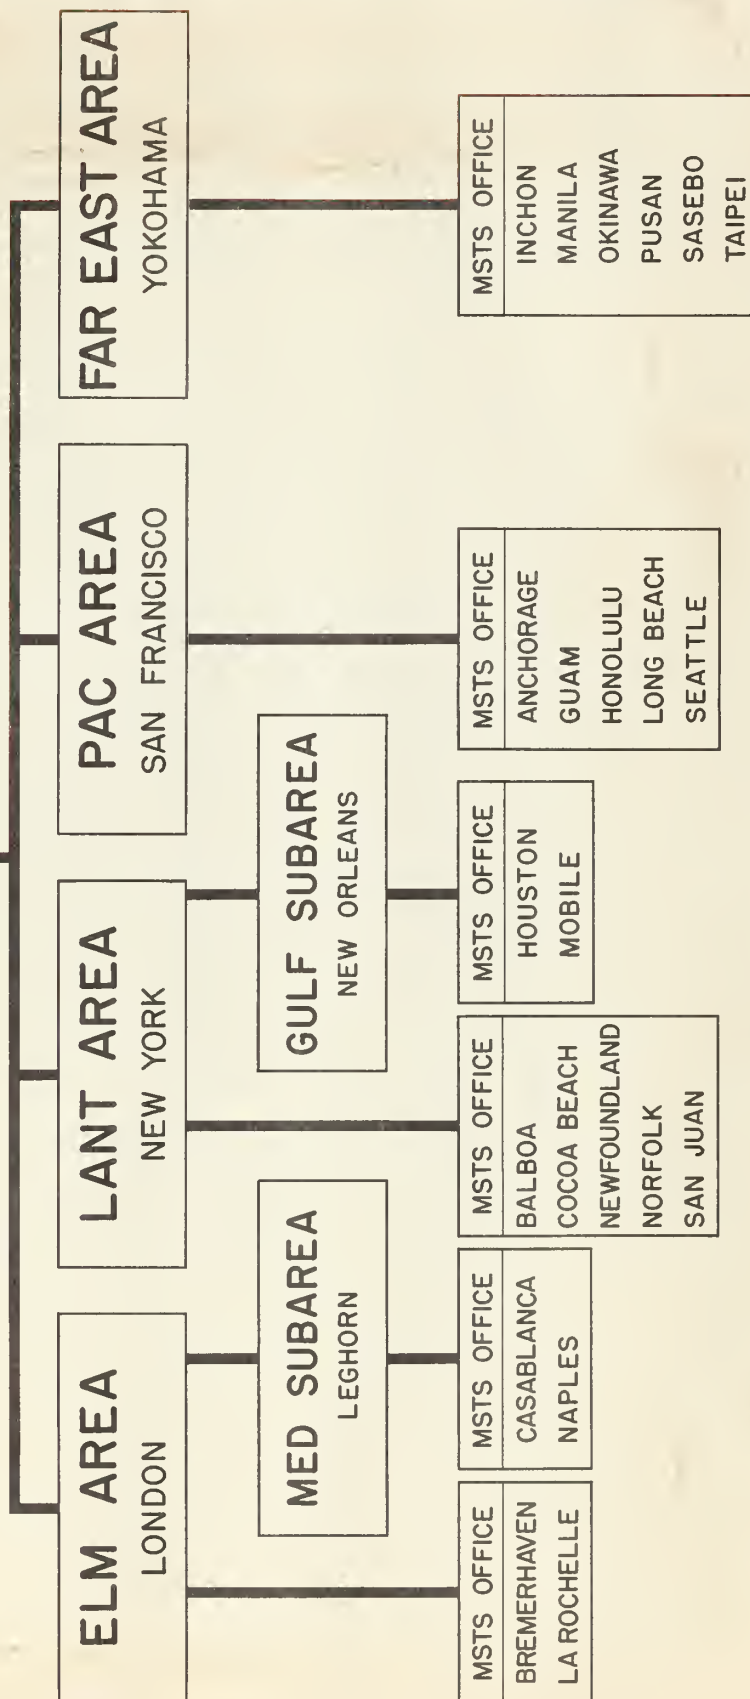 ELM AREA
LONDON
LANT AREA
NEW YORK
PAC AREA
SAN FRANCISCO
FAR EAST AREA
YOKOHAMA
MED SUBAREA
LEGHORN
GULF SUBAREA
NEW ORLEANS
MSTS OFFICE
BREMERHAVEN
LA ROCHELLE
MSTS OFFICE
CASABLANCA
NAPLES
MSTS OFFICE
BALBOA
COCOA BEACH
NEWFOUNDLAND
NORFOLK
SAN JUAN
MSTS OFFICE
HOUSTON
MOBILE
MSTS OFFICE
ANCHORAGE
GUAM
HONOLULU
LONG BEACH
SEATTLE
MSTS OFFICE
INCHON
MANILA
OKINAWA
PUSAN
SASEBO
TAIPEI